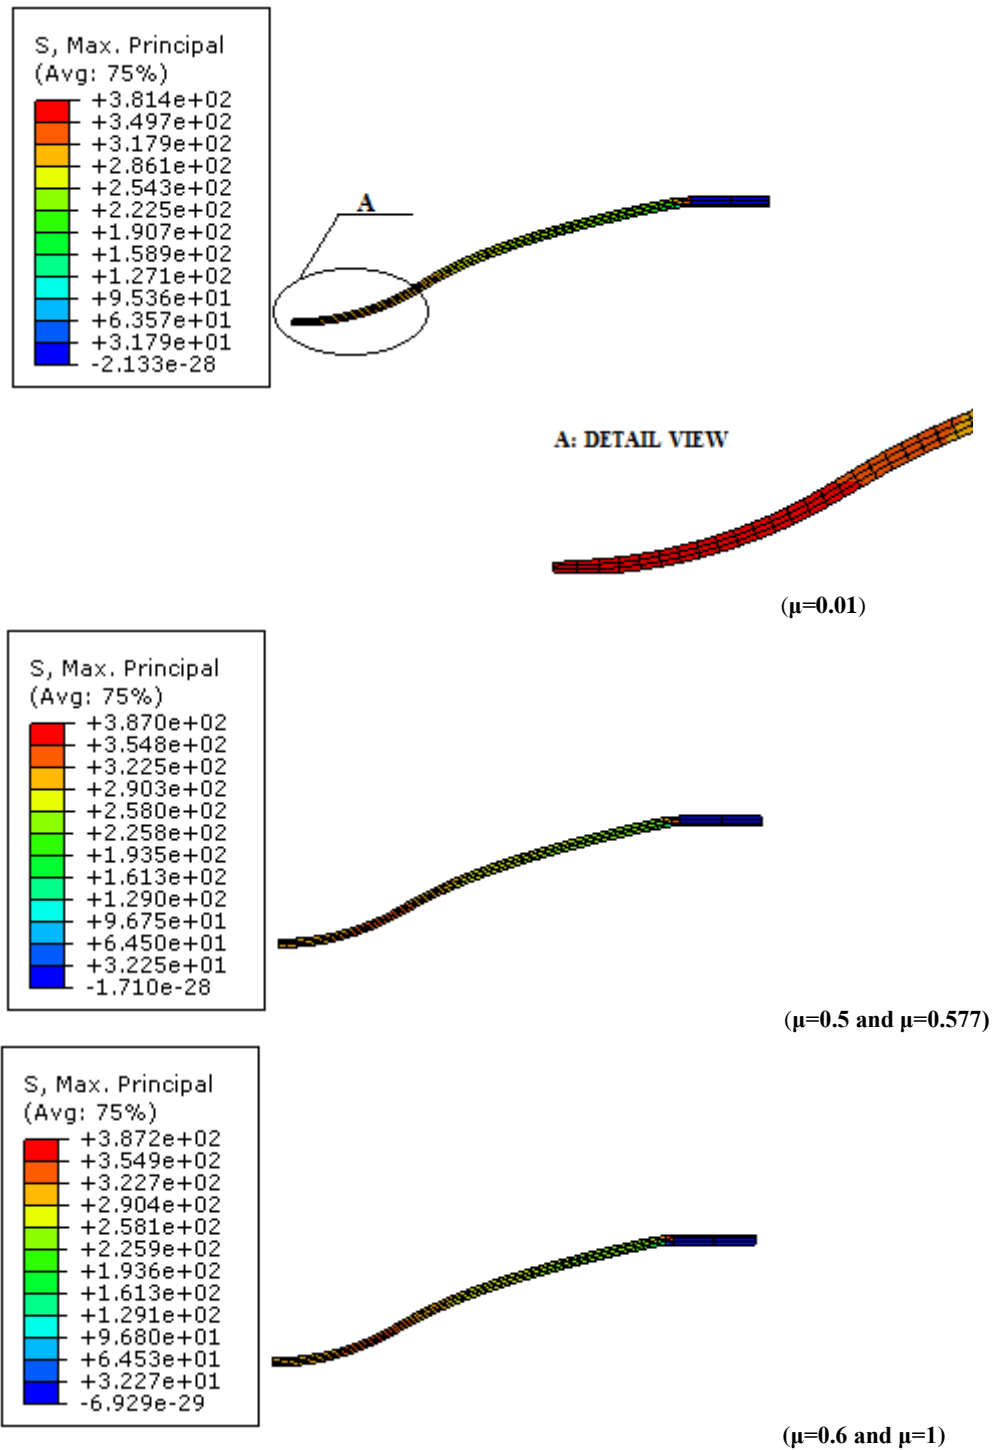 S, Max. Principal
(Avg: 75%)
+3.814e+02
+3.497e+02
+3.179e+02
+2.861e+02
+2.543e+02
+2.225e+02
+1.907e+02
+1.589e+02
+1.271e+02
+9.536e+01
+6.357e+01
+3.179e+01
-2.133e-28
A
A: DETAIL VIEW
(μ=0.01)
S, Max. Principal
(Avg: 75%)
+3.870e+02
+3.548e+02
+3.225e+02
+2.903e+02
+2.580e+02
+2.258e+02
+1.935e+02
+1.613e+02
+1.290e+02
+9.675e+01
+6.450e+01
+3.225e+01
-1.710e-28
(μ=0.5 and μ=0.577)
S, Max. Principal
(Avg: 75%)
+3.872e+02
+3.549e+02
+3.227e+02
+2.904e+02
+2.581e+02
+2.259e+02
+1.936e+02
+1.613e+02
+1.291e+02
+9.680e+01
+6.453e+01
+3.227e+01
-6.929e-29
(μ=0.6 and μ=1)